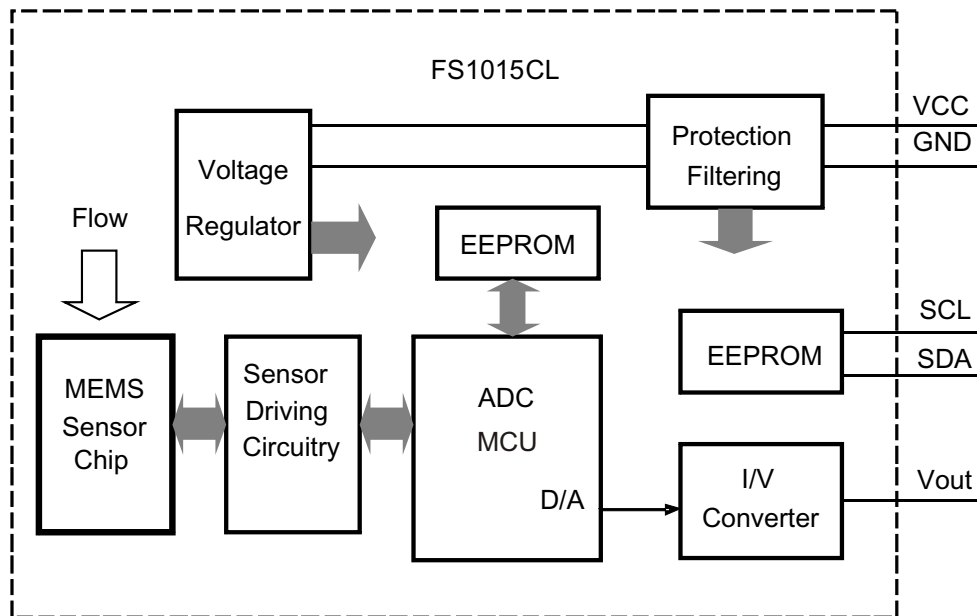 FS1015CL
VCC
GND
Protection
Filtering
Voltage
Regulator
Flow
EEPROM
SCL
SDA
EEPROM
MEMS
Sensor
Chip
Sensor
Driving
Circuitry
ADC
MCU
D/A
I/V
Converter
Vout